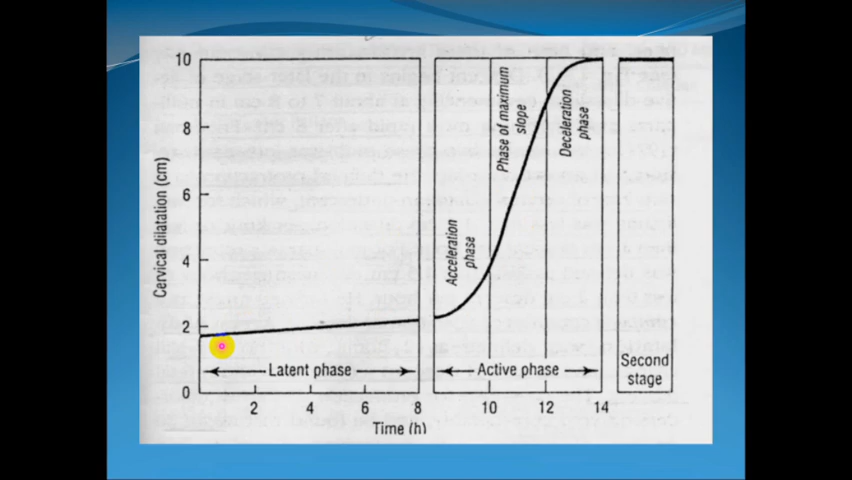 10
8
6
4
2
0
Cervical dilatation (cm)
Acceleration
phase
Phase of maximum
slope
Deceleration
phase
Latent phase
Active phase
Second
stage
2
4
6
8
10
12
14
Time (h)